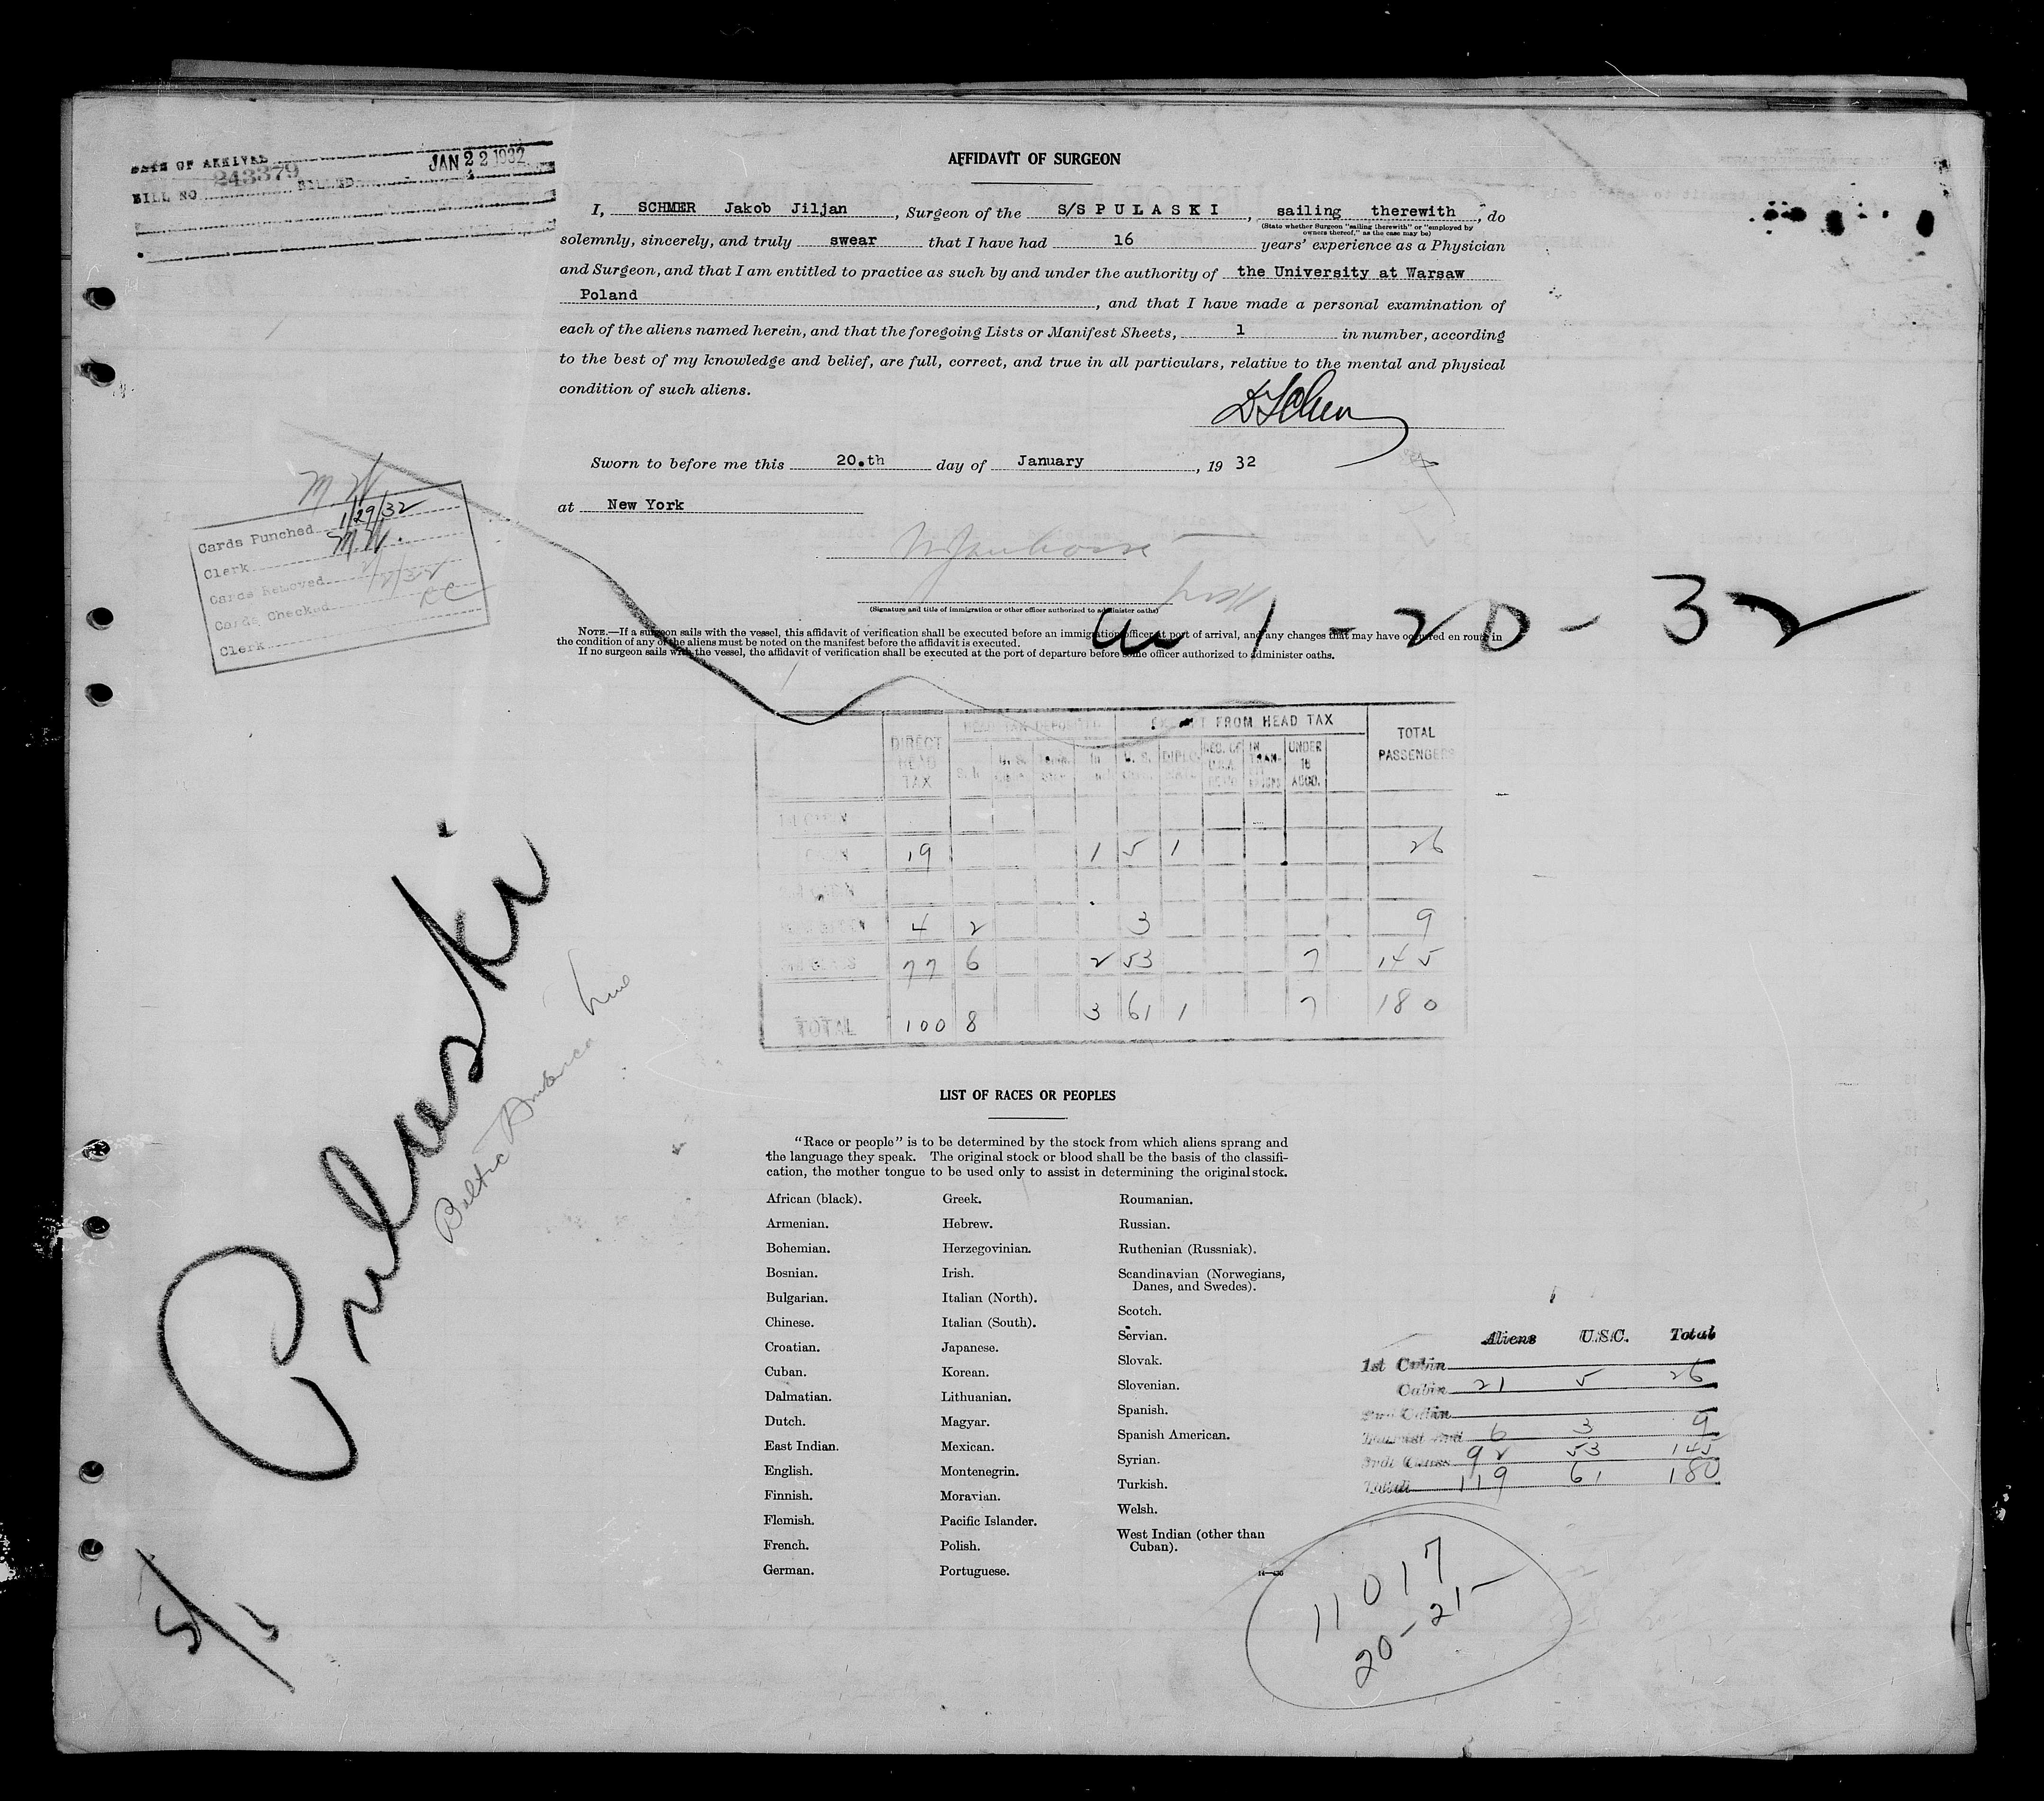 DATE OF ARRIVAL
BILL NO 243379 BILLED JAN 22 1932
AFFIDAVIT OF SURGEON
I, SCHMER Jakob Jiljan, Surgeon of the S/S PULASKI, sailing therewith, do
(State whether Surgeon "sailing therewith" or "employed by
owners thereof," as the case may be)
solemnly, sincerely, and truly swear that I have had 16 years' experience as a Physician
and Surgeon, and that I am entitled to practice as such by and under the authority of the University at Warsaw
Poland, and that I have made a personal examination of
each of the aliens named herein, and that the foregoing Lists or Manifest Sheets, 1 in number, according
to the best of my knowledge and belief, are full, correct, and true in all particulars, relative to the mental and physical
condition of such aliens.
Sworn to before me this 20.th day of January, 1932
at New York
(Signature and title of immigration or other officer authorized to administer oaths)
NOTE.—If a surgeon sails with the vessel, this affidavit of verification shall be executed before an immigration officer at port of arrival, and any changes that may have occurred en route in
the condition of any of the aliens must be noted on the manifest before the affidavit is executed.
If no surgeon sails with the vessel, the affidavit of verification shall be executed at the port of departure before some officer authorized to administer oaths.
1-20-32
MW
Cards Punched 1/29/32
Clerk MW.
Cards Removed
Cards Checked
Clerk
DIRECT HEAD TAX
HEAD TAX DEPOSITED
EXEMPT FROM HEAD TAX
TOTAL PASSENGERS
UNDER 16 ACCD.
19 1 5 1 26
4 2 3 9
77 6 2 53 7 145
TOTAL 100 8 3 61 1 7 180
Pulaski
Baltic America Line
5/5
LIST OF RACES OR PEOPLES
"Race or people" is to be determined by the stock from which aliens sprang and
the language they speak. The original stock or blood shall be the basis of the classifi-
cation, the mother tongue to be used only to assist in determining the original stock.
African (black).
Armenian.
Bohemian.
Bosnian.
Bulgarian.
Chinese.
Croatian.
Cuban.
Dalmatian.
Dutch.
East Indian.
English.
Finnish.
Flemish.
French.
German.
Greek.
Hebrew.
Herzegovinian.
Irish.
Italian (North).
Italian (South).
Japanese.
Korean.
Lithuanian.
Magyar.
Mexican.
Montenegrin.
Moravian.
Pacific Islander.
Polish.
Portuguese.
Roumanian.
Russian.
Ruthenian (Russniak).
Scandinavian (Norwegians,
Danes, and Swedes).
Scotch.
Servian.
Slovak.
Slovenian.
Spanish.
Spanish American.
Syrian.
Turkish.
Welsh.
West Indian (other than
Cuban).
Aliens U.S.C. Total
1st Cabin
Cabin 21 5 26
2nd Cabin
Tourist 3rd 6 3 9
3rd Class 92 53 145
Total 119 61 180
11017
20-21